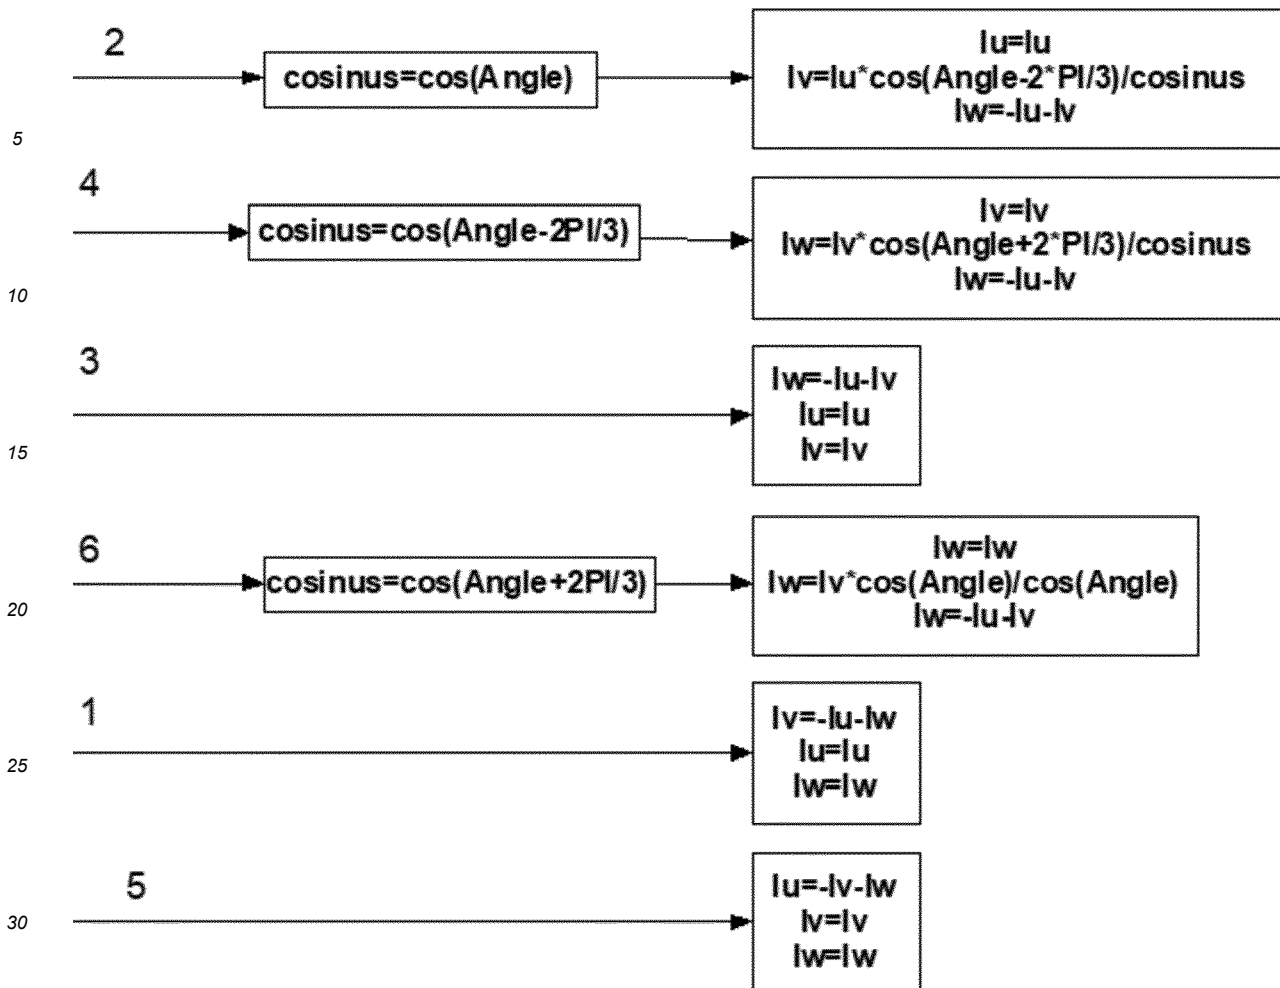 2
cosinus=cos(Angle)
Iu=Iu
Iv=Iu*cos(Angle-2*PI/3)/cosinus
Iw=-Iu-Iv
5
4
cosinus=cos(Angle-2PI/3)
Iv=Iv
Iw=Iv*cos(Angle+2*PI/3)/cosinus
Iw=-Iu-Iv
10
3
Iw=-Iu-Iv
Iu=Iu
Iv=Iv
15
6
cosinus=cos(Angle+2PI/3)
Iw=Iw
Iw=Iv*cos(Angle)/cos(Angle)
Iw=-Iu-Iv
20
1
Iv=-Iu-Iw
Iu=Iu
Iw=Iw
25
5
Iu=-Iv-Iw
Iv=Iv
Iw=Iw
30